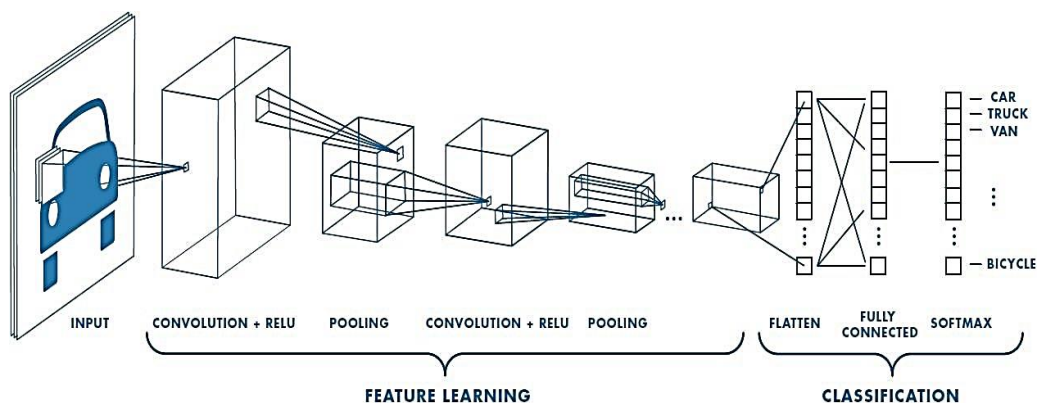 CAR
TRUCK
VAN
BICYCLE
INPUT
CONVOLUTION + RELU
POOLING
CONVOLUTION + RELU
POOLING
FLATTEN
FULLY
CONNECTED
SOFTMAX
FEATURE LEARNING
CLASSIFICATION